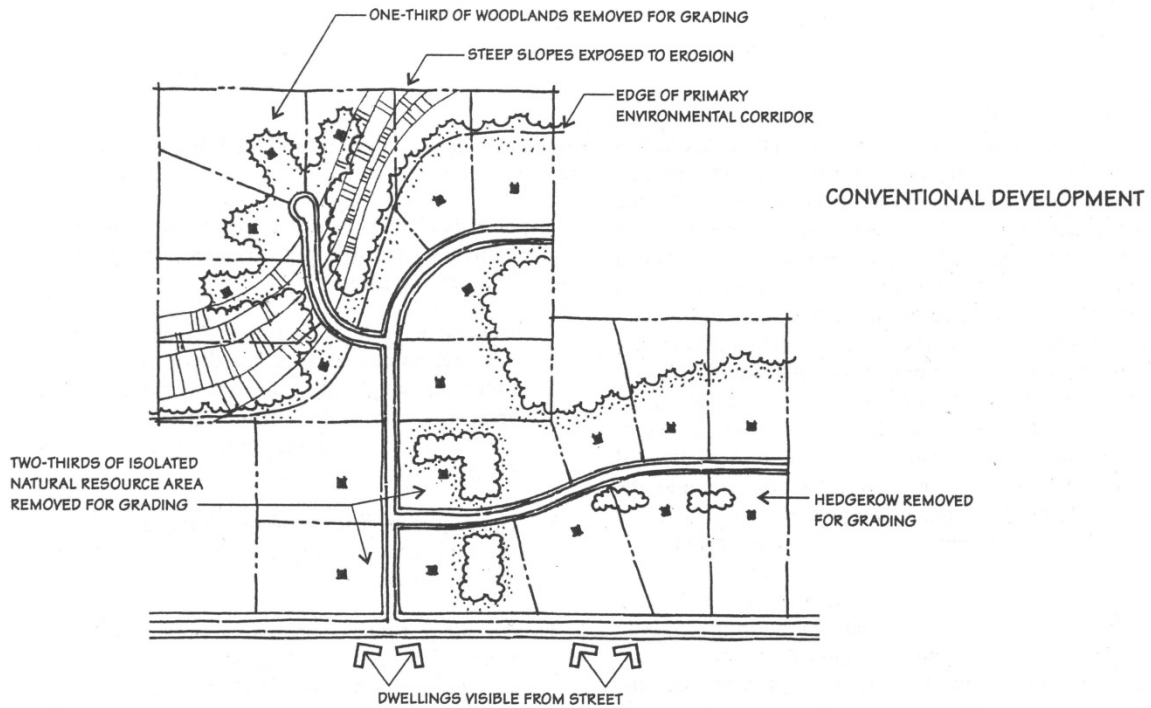 ONE-THIRD OF WOODLANDS REMOVED FOR GRADING
STEEP SLOPES EXPOSED TO EROSION
EDGE OF PRIMARY
ENVIRONMENTAL CORRIDOR
CONVENTIONAL DEVELOPMENT
TWO-THIRDS OF ISOLATED
NATURAL RESOURCE AREA
REMOVED FOR GRADING
HEDGEROW REMOVED
FOR GRADING
DWELLINGS VISIBLE FROM STREET